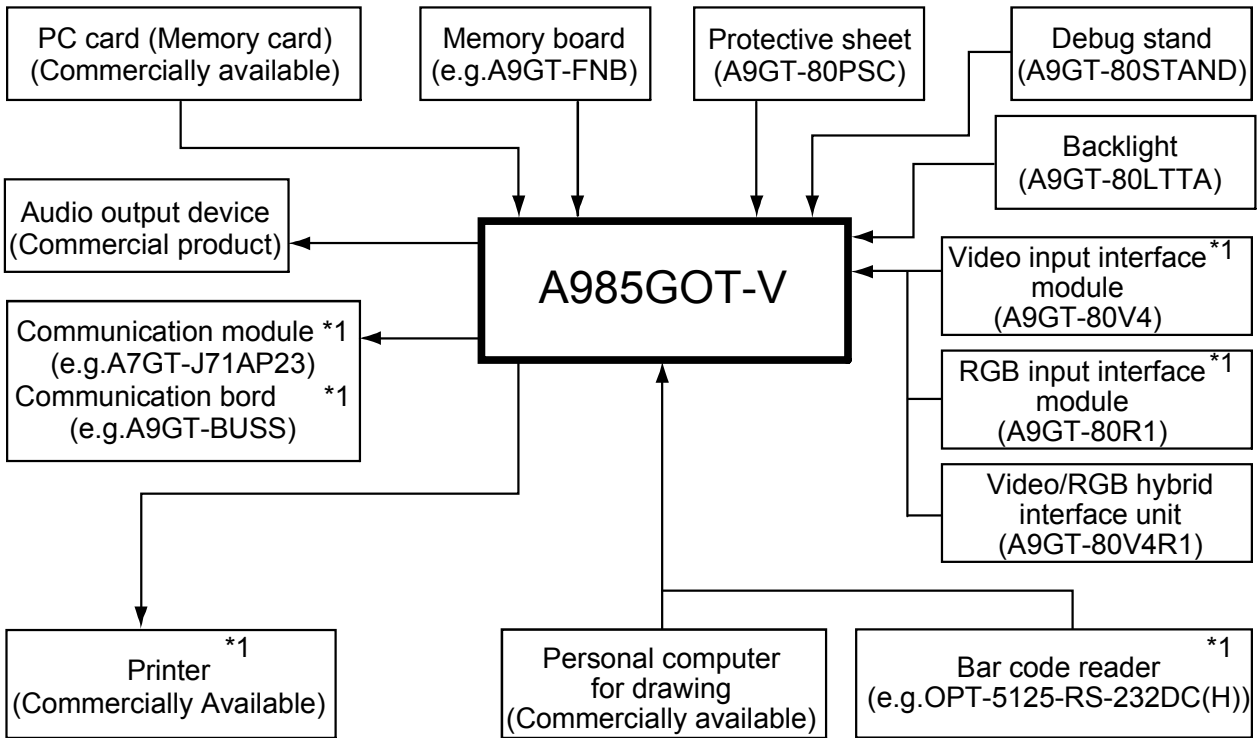 PC card (Memory card)
(Commercially available)
Memory board
(e.g.A9GT-FNB)
Protective sheet
(A9GT-80PSC)
Debug stand
(A9GT-80STAND)
Backlight
(A9GT-80LTTA)
Audio output device
(Commercial product)
A985GOT-V
Video input interface *1
module
(A9GT-80V4)
Communication module *1
(e.g.A7GT-J71AP23)
Communication bord *1
(e.g.A9GT-BUSS)
RGB input interface *1
module
(A9GT-80R1)
Video/RGB hybrid
interface unit
(A9GT-80V4R1)
*1
Printer
(Commercially Available)
Personal computer
for drawing
(Commercially available)
*1
Bar code reader
(e.g.OPT-5125-RS-232DC(H))